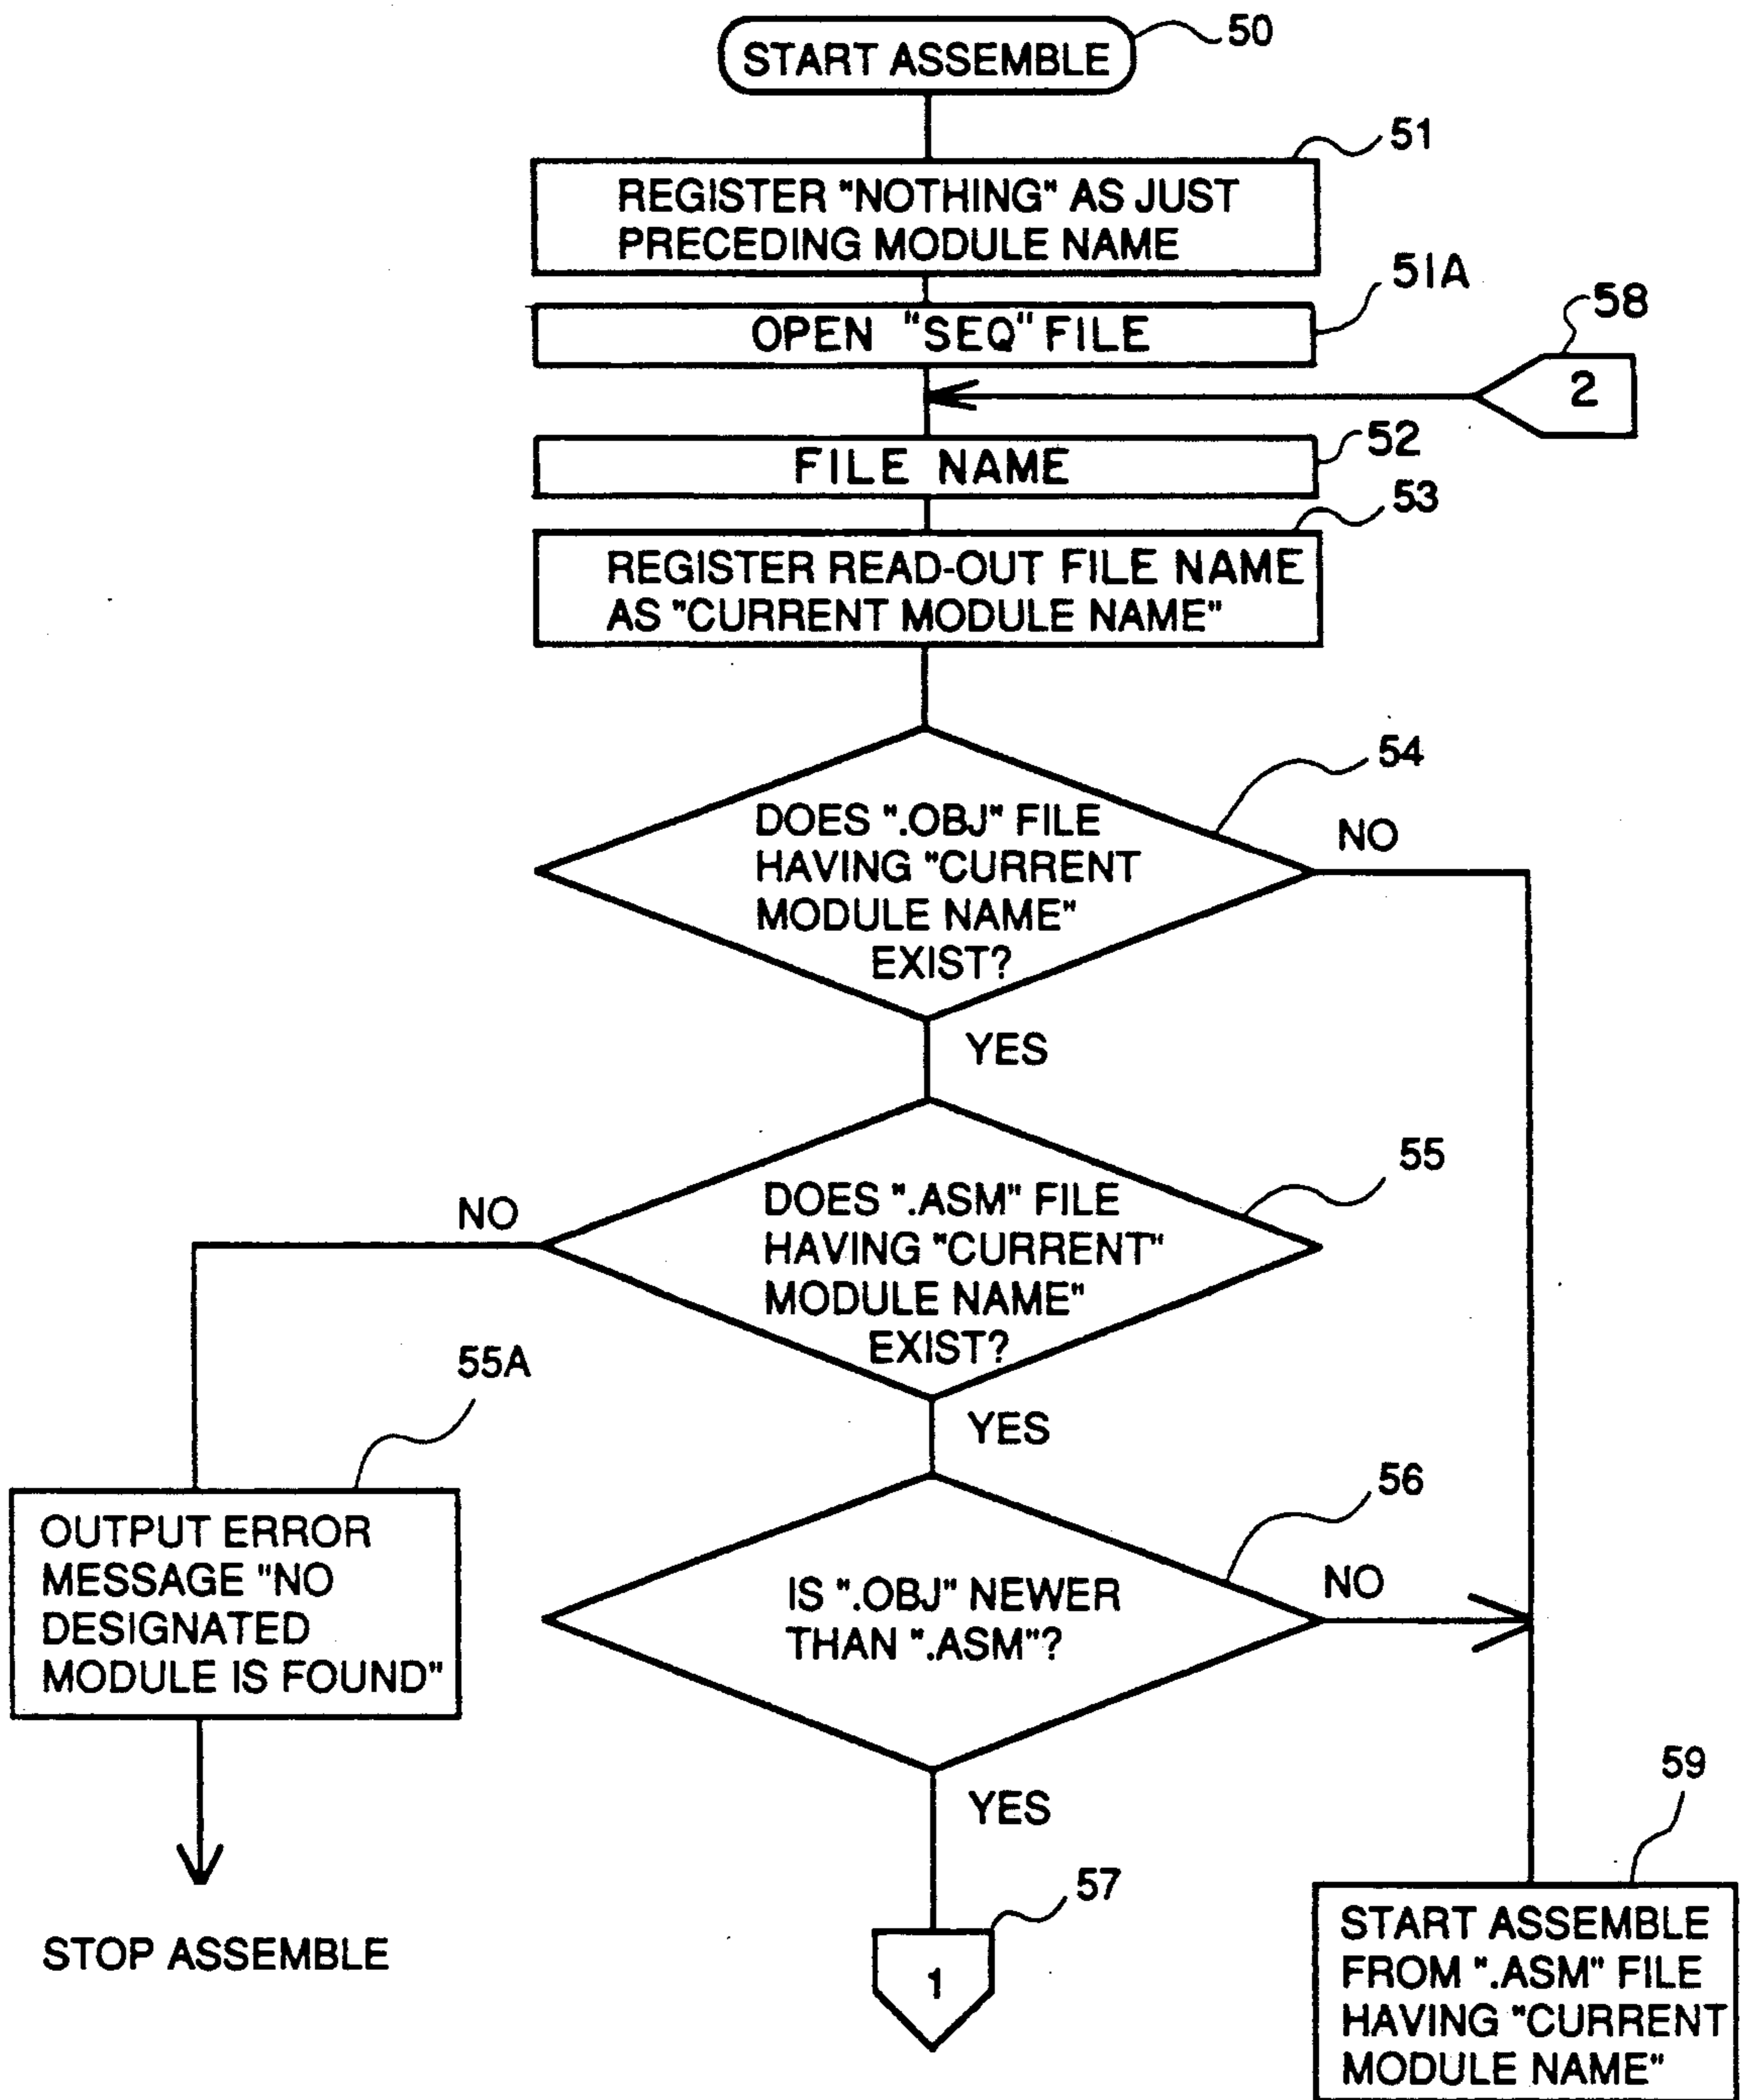 START ASSEMBLE
50
51
REGISTER "NOTHING" AS JUST
PRECEDING MODULE NAME
51A
OPEN "SEQ" FILE
58
2
52
FILE NAME
53
REGISTER READ-OUT FILE NAME
AS "CURRENT MODULE NAME"
54
DOES ".OBJ" FILE
HAVING "CURRENT
MODULE NAME"
EXIST?
NO
YES
55
DOES ".ASM" FILE
HAVING "CURRENT"
MODULE NAME"
EXIST?
NO
YES
55A
OUTPUT ERROR
MESSAGE "NO
DESIGNATED
MODULE IS FOUND"
STOP ASSEMBLE
56
IS ".OBJ" NEWER
THAN ".ASM"?
NO
YES
57
1
59
START ASSEMBLE
FROM ".ASM" FILE
HAVING "CURRENT
MODULE NAME"